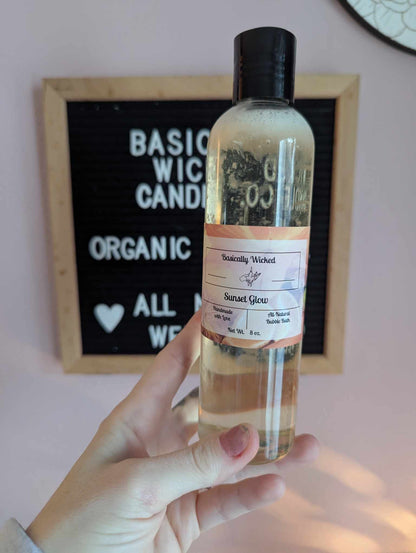 BASIC
WIC
CANDL
ORGANIC
ALL N
WE
Basically Wicked
Sunset Glow
Handmade
with Love
All-Natural
Bubble Bath
Net Wt. 8 oz.